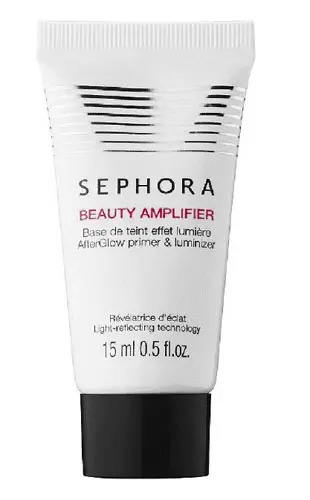 SEPHORA
BEAUTY AMPLIFIER
Base de teint effet lumière
AfterGlow primer & luminizer
Révélatrice d'éclat
Light-reflecting technology
15 ml 0.5 fl.oz.